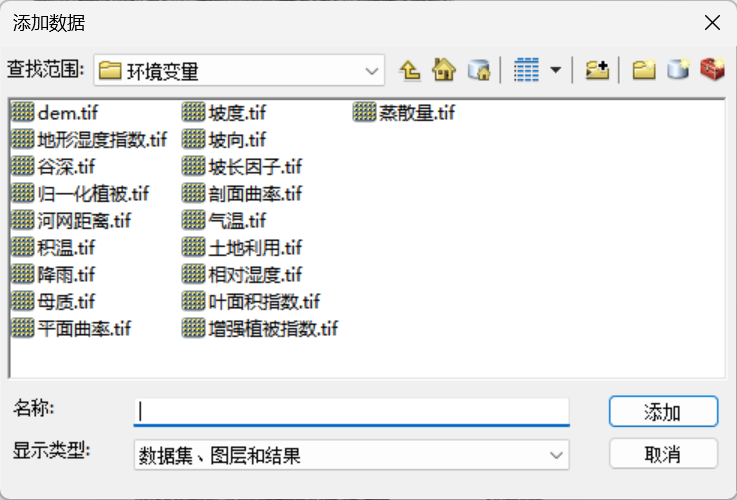 添加数据
查找范围:
环境变量
dem.tif
地形湿度指数.tif
谷深.tif
归一化植被.tif
河网距离.tif
积温.tif
降雨.tif
母质.tif
平面曲率.tif
坡度.tif
坡向.tif
坡长因子.tif
剖面曲率.tif
气温.tif
土地利用.tif
相对湿度.tif
叶面积指数.tif
增强植被指数.tif
蒸散量.tif
名称:
添加
显示类型:
数据集、图层和结果
取消